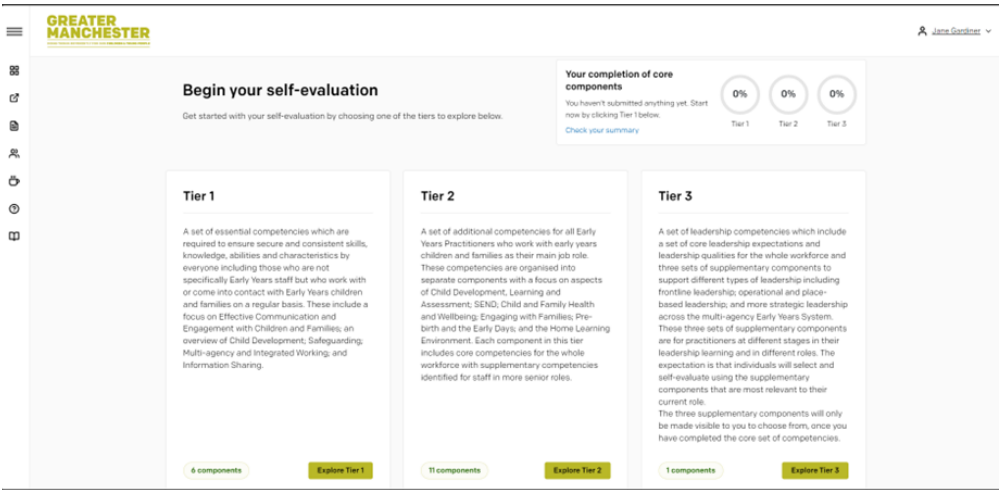 GREATER
MANCHESTER
Jane Gardiner
Begin your self-evaluation
Get started with your self-evaluation by choosing one of the tiers to explore below.
Your completion of core
components
You haven't submitted anything yet. Start
now by clicking Tier 1 below.
Check your summary
0%
0%
0%
Tier 1
Tier 2
Tier 3
Tier 1
A set of essential competencies which are
required to ensure secure and consistent skills,
knowledge, abilities and characteristics by
everyone including those who are not
specifically Early Years staff but who work with
or come into contact with Early Years children
and families on a regular basis. These include a
focus on Effective Communication and
Engagement with Children and Families; an
overview of Child Development; Safeguarding;
Multi-agency and Integrated Working; and
Information Sharing.
6 components
Explore Tier 1
Tier 2
A set of additional competencies for all Early
Years Practitioners who work with early years
children and families as their main job role.
These competencies are organised into
separate components with a focus on aspects
of Child Development, Learning and
Assessment; SEND; Child and Family Health
and Wellbeing; Engaging with Families; Pre-
birth and the Early Days; and the Home Learning
Environment. Each component in this tier
includes core competencies for the whole
workforce with supplementary competencies
identified for staff in more senior roles.
11 components
Explore Tier 2
Tier 3
A set of leadership competencies which include
a set of core leadership expectations and
leadership qualities for the whole workforce and
three sets of supplementary components to
support different types of leadership including
frontline leadership; operational and place-
based leadership; and more strategic leadership
across the multi-agency Early Years System.
These three sets of supplementary components
are for practitioners at different stages in their
leadership learning and in different roles. The
expectation is that individuals will select and
self-evaluate using the supplementary
components that are most relevant to their
current role.
The three supplementary components will only
be made visible to you to choose from, once you
have completed the core set of competencies.
1 components
Explore Tier 3